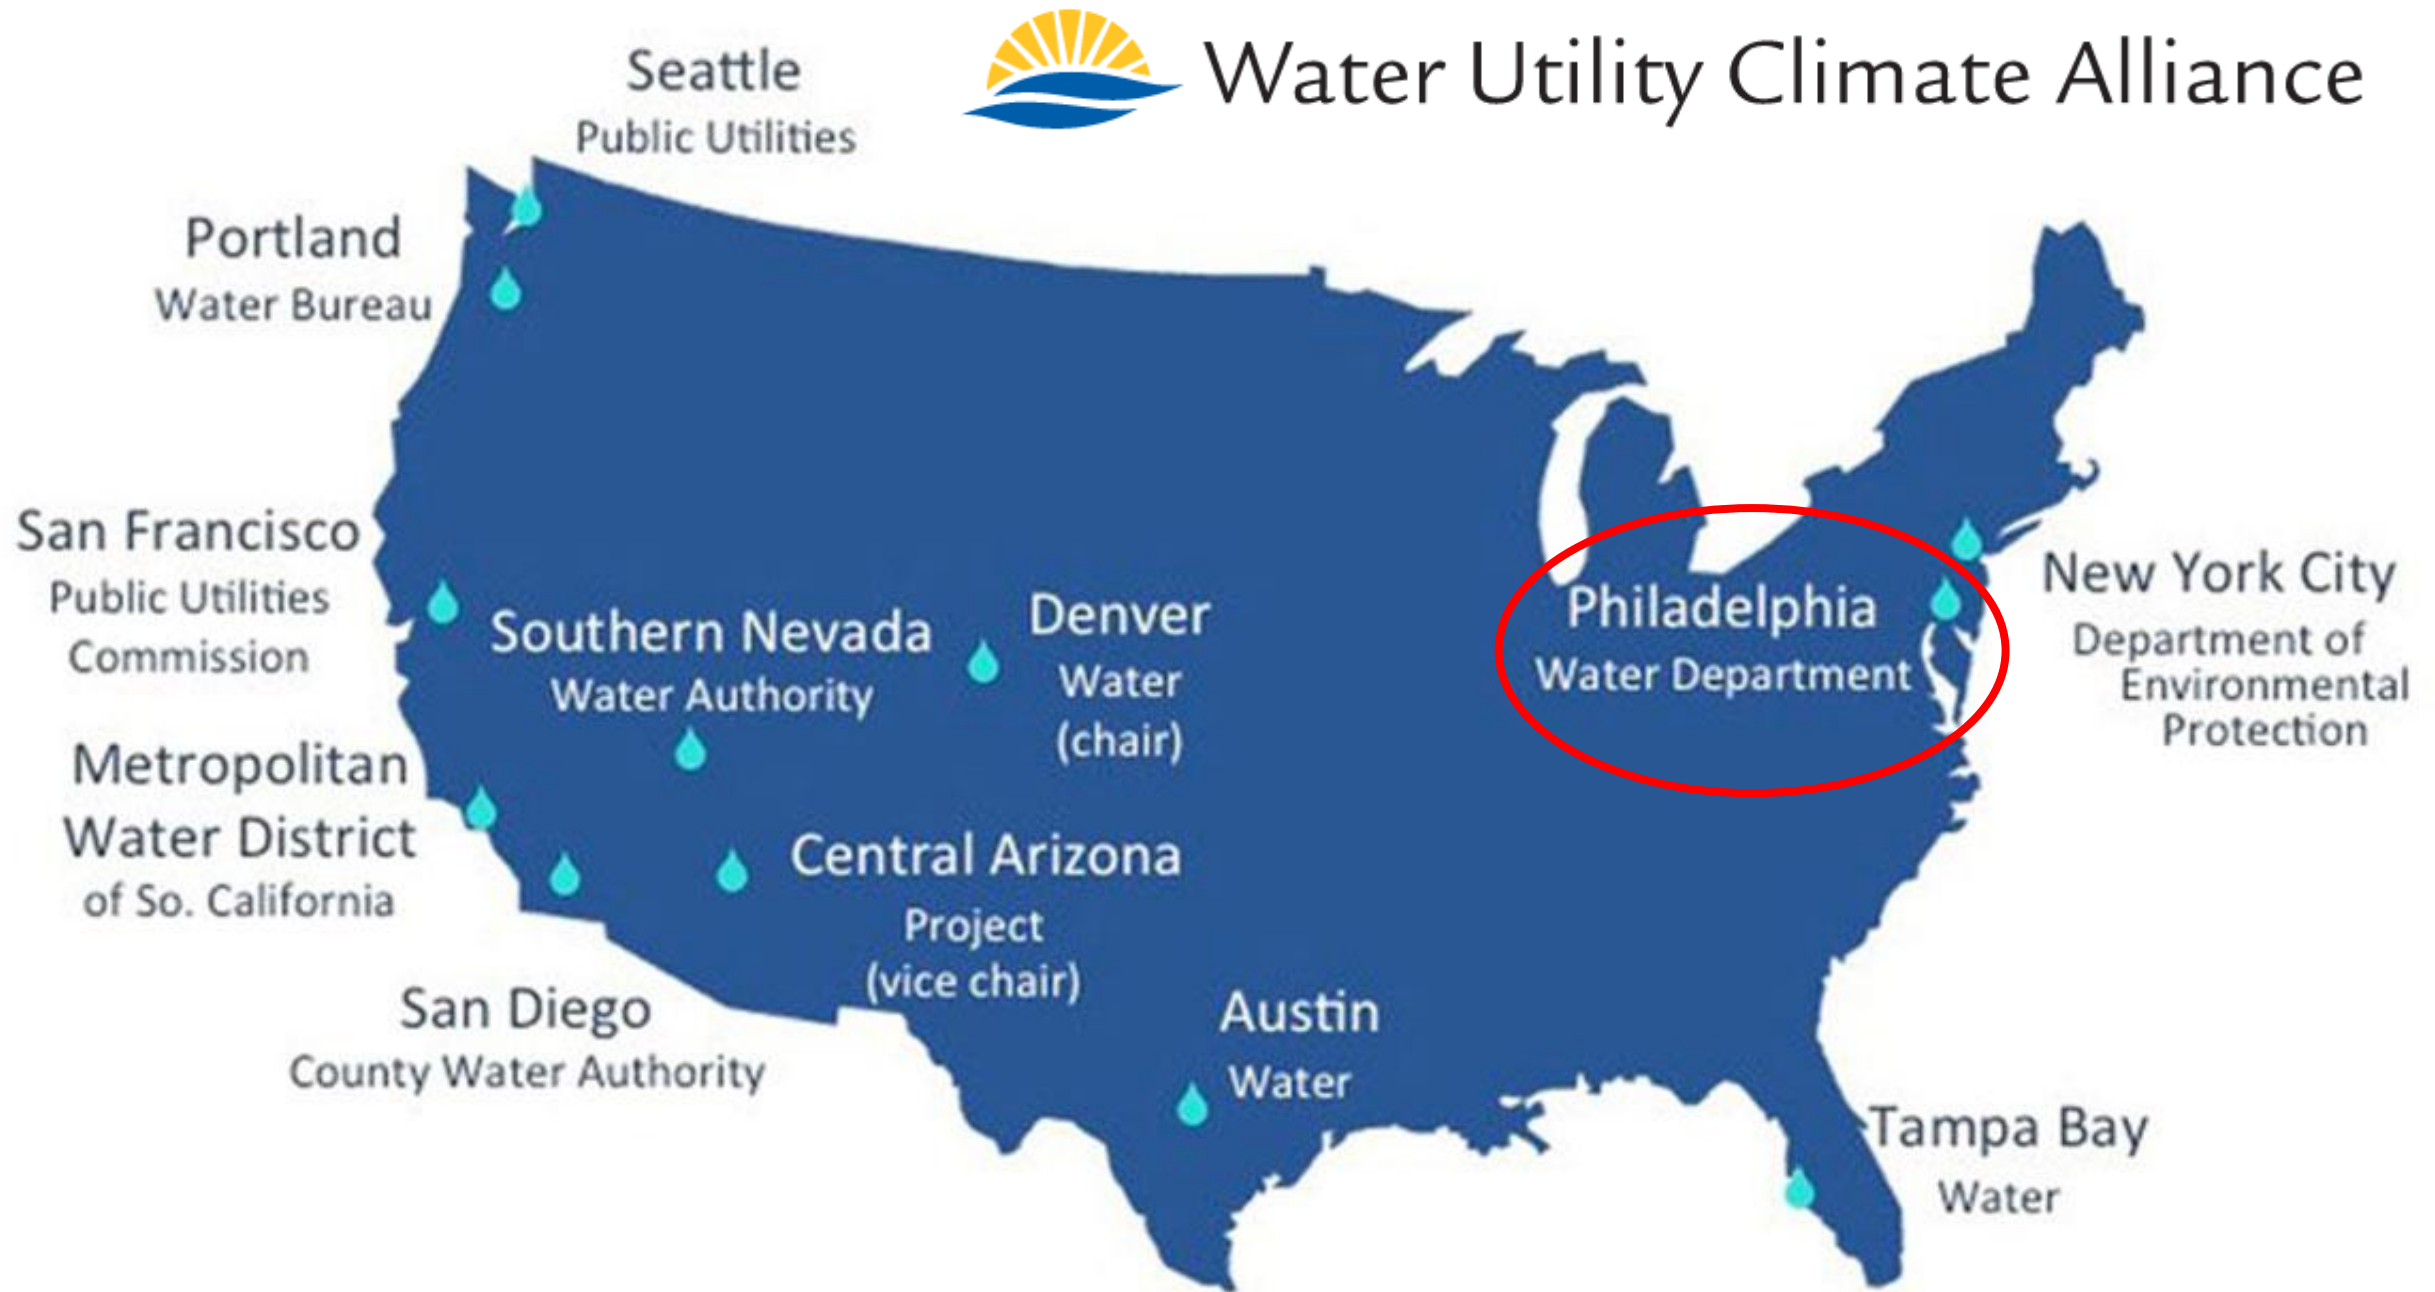 Water Utility Climate Alliance
Seattle
Public Utilities
Portland
Water Bureau
San Francisco
Public Utilities
Commission
Southern Nevada
Water Authority
Denver
Water
(chair)
Philadelphia
Water Department
New York City
Department of
Environmental
Protection
Metropolitan
Water District
of So. California
Central Arizona
Project
(vice chair)
San Diego
County Water Authority
Austin
Water
Tampa Bay
Water